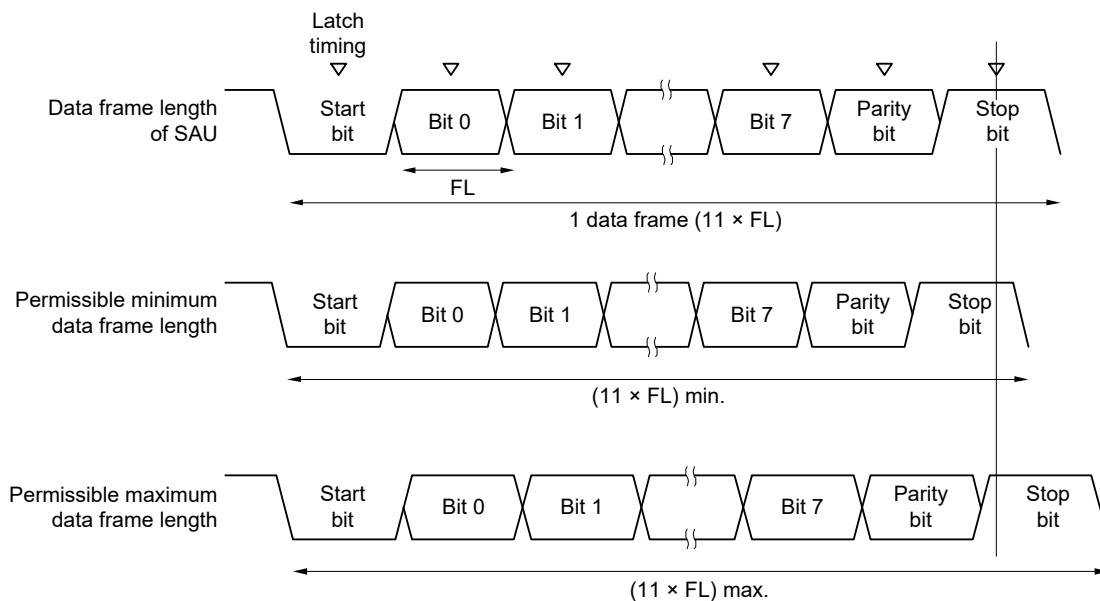 Latch
timing
Data frame length
of SAU
Start
bit
Bit 0
Bit 1
Bit 7
Parity
bit
Stop
bit
FL
1 data frame (11 × FL)
Permissible minimum
data frame length
Start
bit
Bit 0
Bit 1
Bit 7
Parity
bit
Stop
bit
(11 × FL) min.
Permissible maximum
data frame length
Start
bit
Bit 0
Bit 1
Bit 7
Parity
bit
Stop
bit
(11 × FL) max.